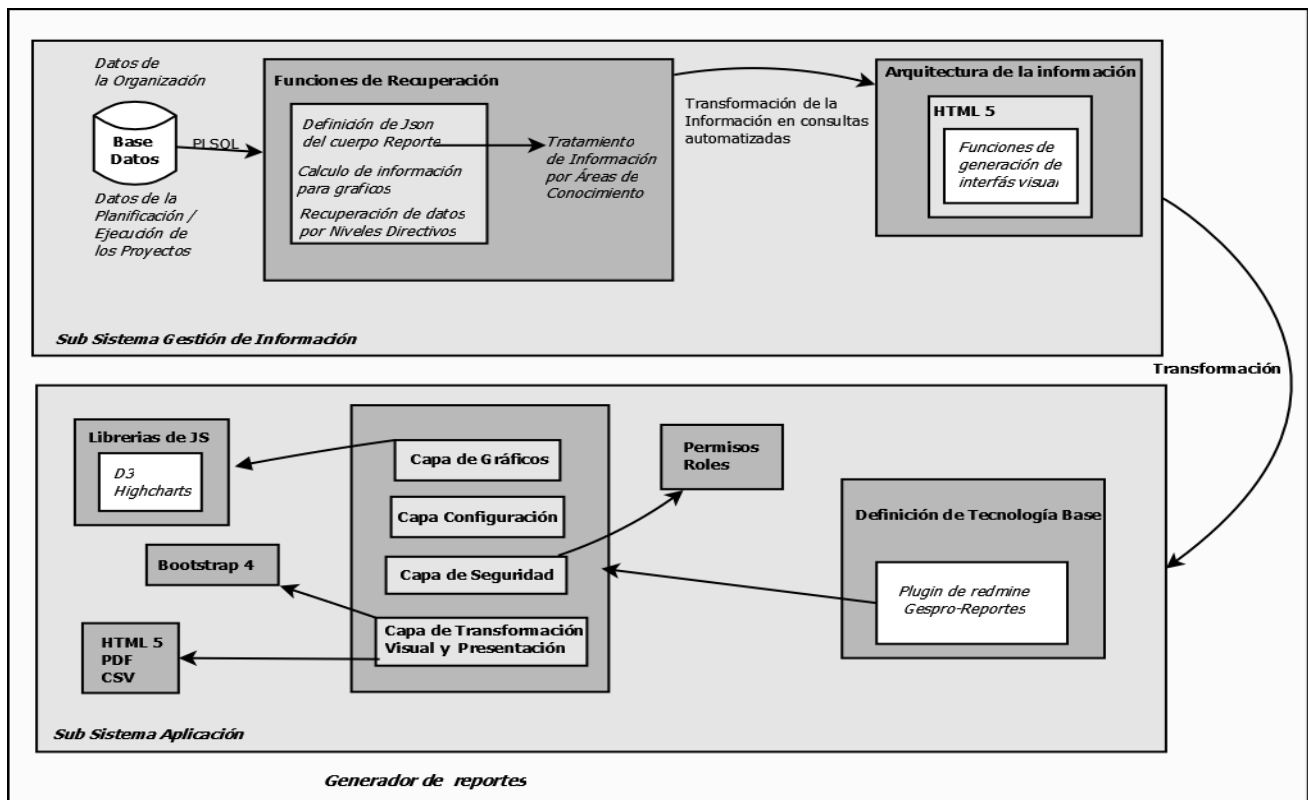 Datos de
la Organización
Base
Datos
PLSQL
Datos de la
Planificación /
Ejecución de
los Proyectos
Funciones de Recuperación
Definición de Json
del cuerpo Reporte
Calculo de información
para graficos
Recuperación de datos
por Niveles Directivos
Tratamiento
de Información
por Áreas de
Conocimiento
Transformación de la
Información en consultas
automatizadas
Arquitectura de la información
HTML 5
Funciones de
generación de
interfás visual
Sub Sistema Gestión de Información
Transformación
Librerias de JS
D3
Highcharts
Bootstrap 4
HTML 5
PDF
CSV
Capa de Gráficos
Capa Configuración
Capa de Seguridad
Capa de Transformación
Visual y Presentación
Permisos
Roles
Definición de Tecnología Base
Plugin de redmine
Gespro-Reportes
Sub Sistema Aplicación
Generador de reportes